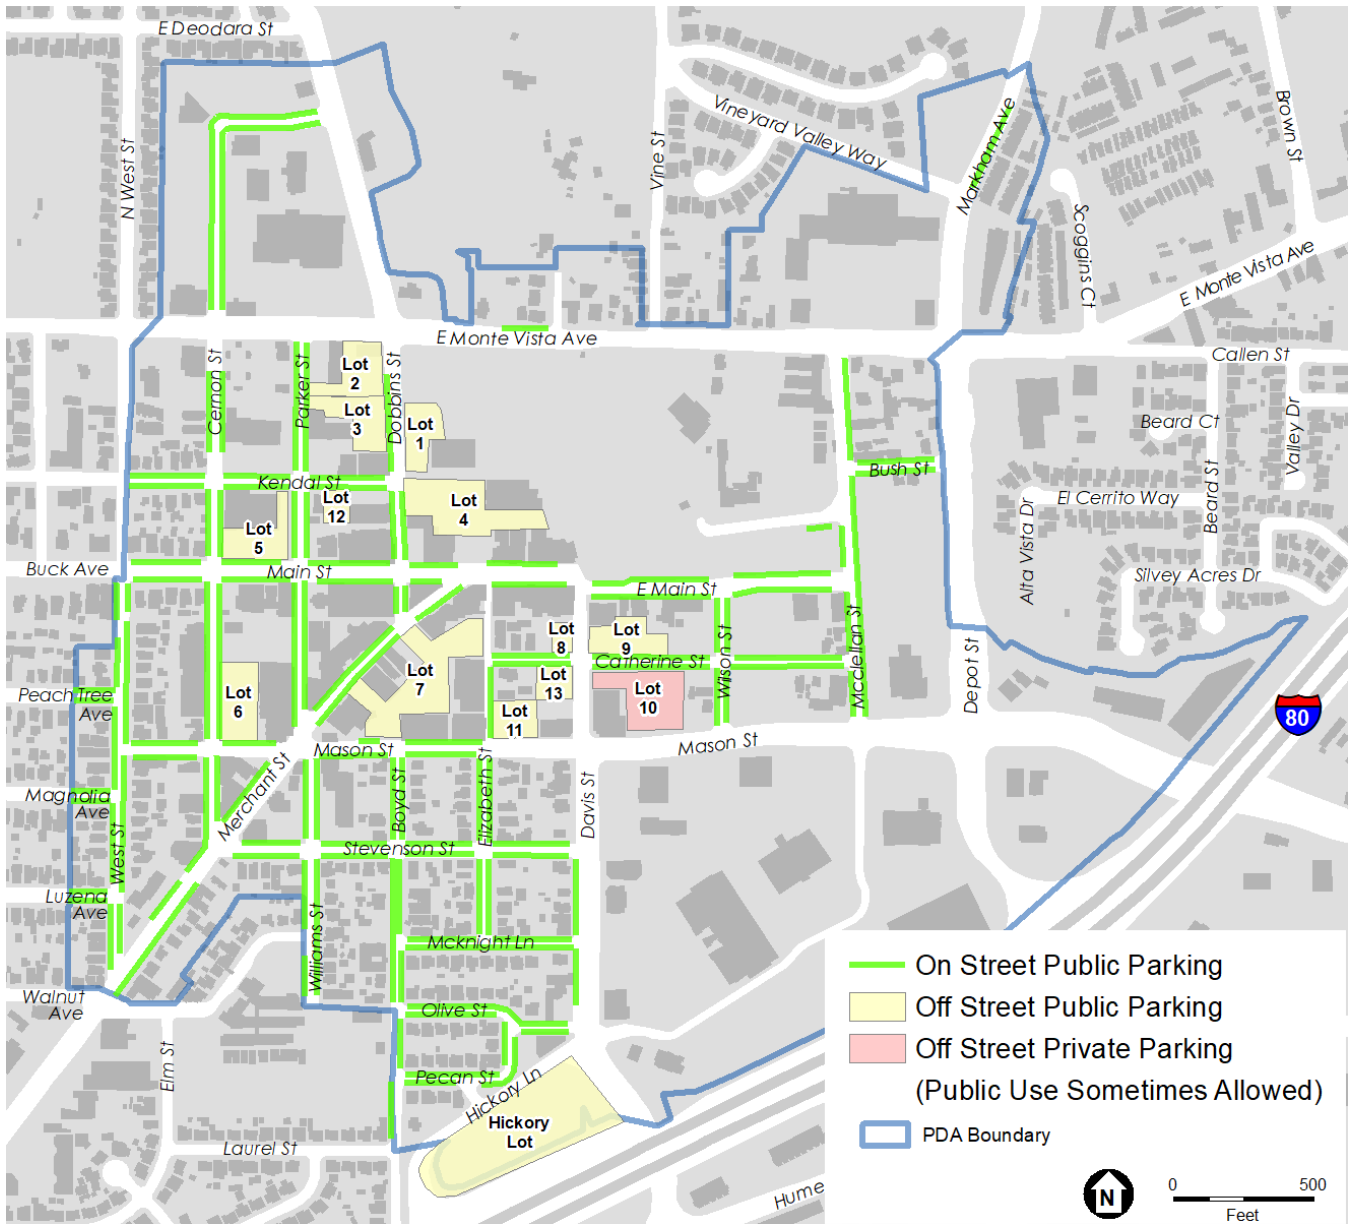 E Deodara St
N West St
Vine St
Vineyard Valley Way
Markham Ave
Brown St
Scoggins Ct
E Monte Vista Ave
E Monte Vista Ave
Callen St
Cernon St
Parker St
Dobbins St
Lot
2
Lot
3
Lot
1
Beard Ct
Valley Dr
Beard St
Kendal St
Bush St
Lot
12
Lot
4
Lot
5
El Cerrito Way
Alta Vista Dr
Buck Ave
Main St
E Main St
Silvey Acres Dr
Lot
8
Lot
9
Catherine St
Wilson St
Mcclellan St
Depot St
Peach Tree
Ave
Lot
6
Lot
7
Lot
13
Lot
10
Lot
11
80
Mason St
Mason St
Merchant St
Magnolia
Ave
Boyd St
Elizabeth St
Davis St
West St
Stevenson St
Luzena
Ave
Williams St
Mcknight Ln
Walnut
Ave
Olive St
Elm St
Pecan St
Hickory Ln
Hickory
Lot
Laurel St
Hume
On Street Public Parking
Off Street Public Parking
Off Street Private Parking
(Public Use Sometimes Allowed)
PDA Boundary
N
0 500
Feet